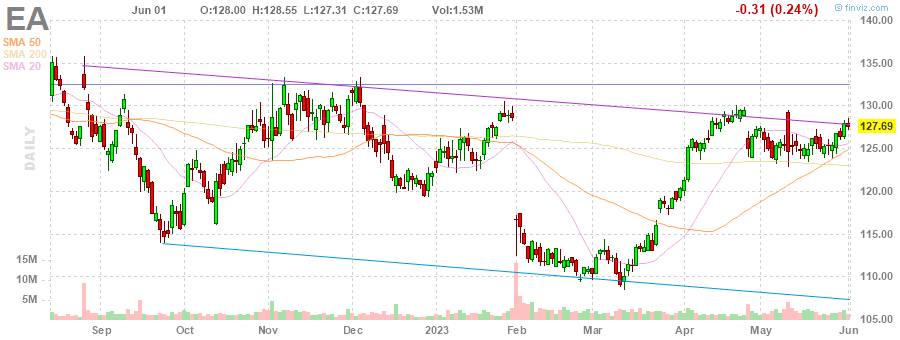 EA Jun 01 O:128.00 H:128.55 L:127.31 C:127.69 Vol:1.53M -0.31 (0.24%) finviz.com
SMA 50
SMA 200
SMA 20
DAILY
140.00
135.00
130.00
127.69
125.00
120.00
115.00
110.00
105.00
15M
10M
5M
Sep Oct Nov Dec 2023 Feb Mar Apr May Jun